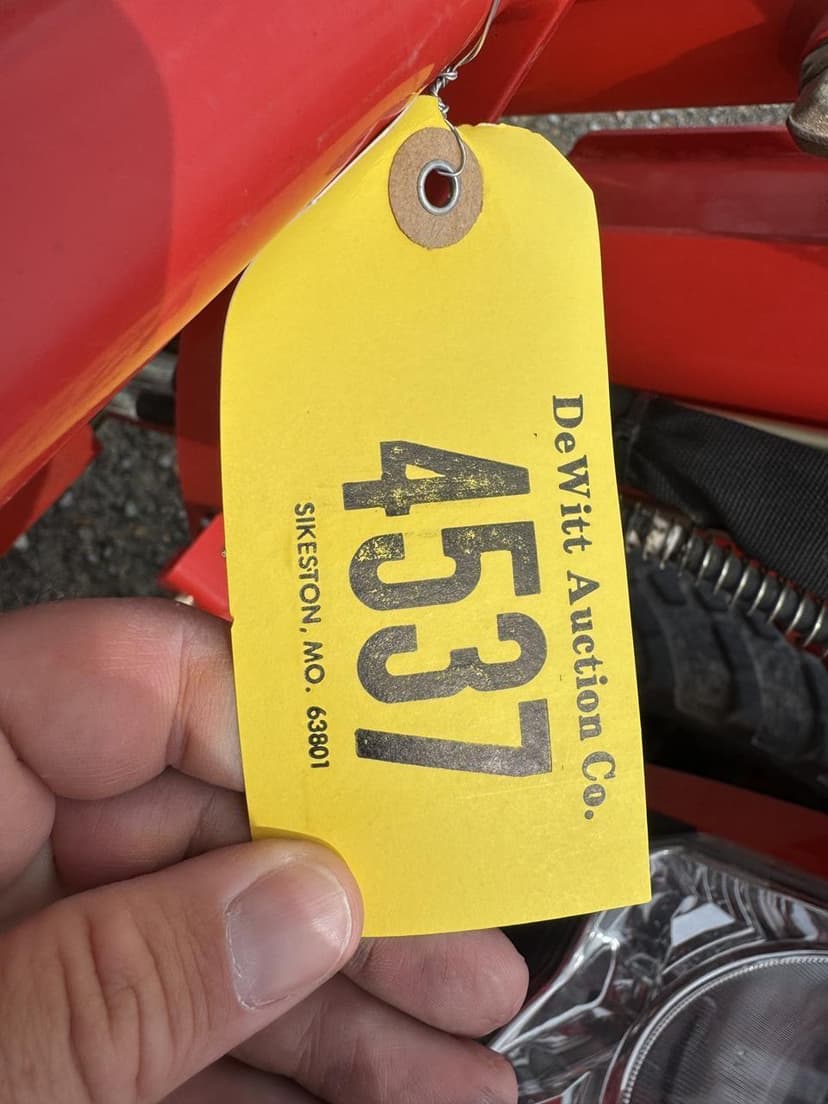 DeWitt Auction Co.
4537
SIKESTON, MO. 63801